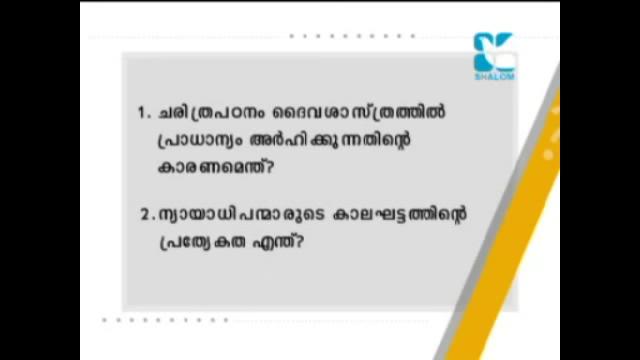 SHALOM
1. ചരിത്രപഠനം ദൈവശാസ്ത്രത്തിൽ
പ്രാധാന്യം അർഹിക്കുന്നതിന്റെ
കാരണമെന്ത്?
2.ന്യായാധിപന്മാരുടെ കാലഘട്ടത്തിന്റെ
പ്രത്യേകത എന്ത്?